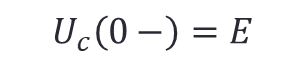 U_c(0 −) = E